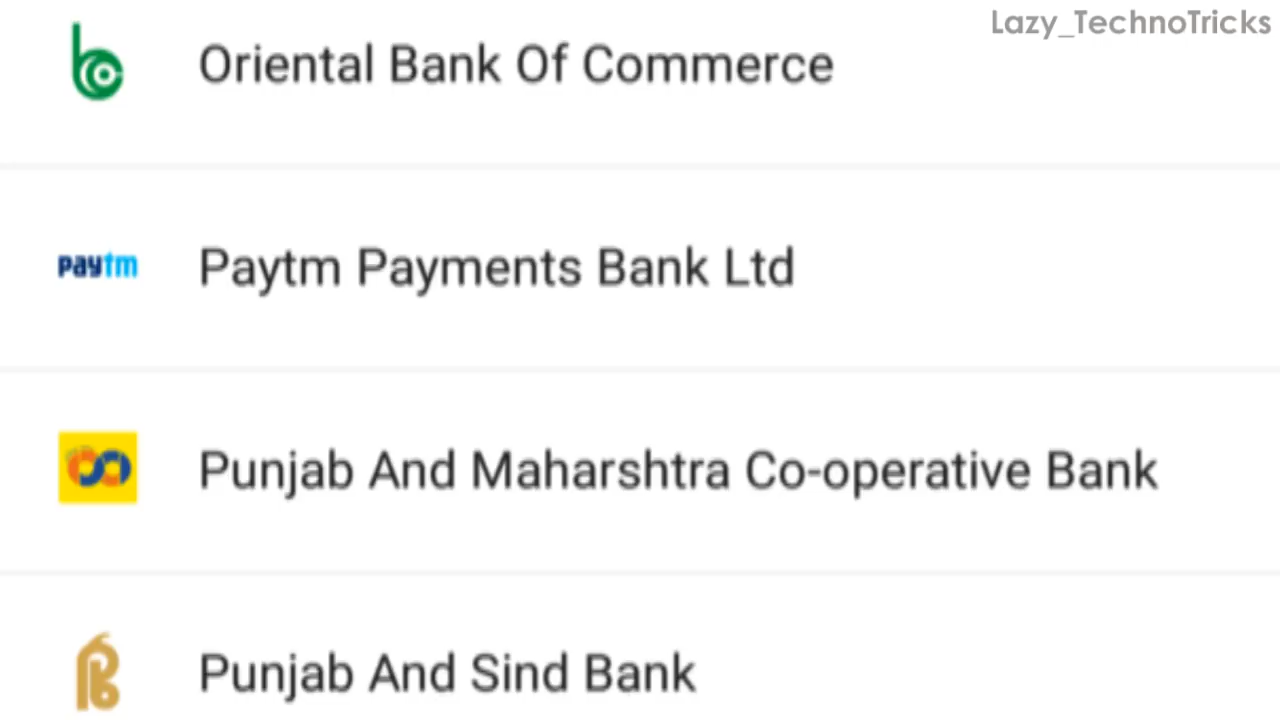 Lazy_TechnoTricks
Oriental Bank Of Commerce
paytm Paytm Payments Bank Ltd
Punjab And Maharshtra Co-operative Bank
Punjab And Sind Bank